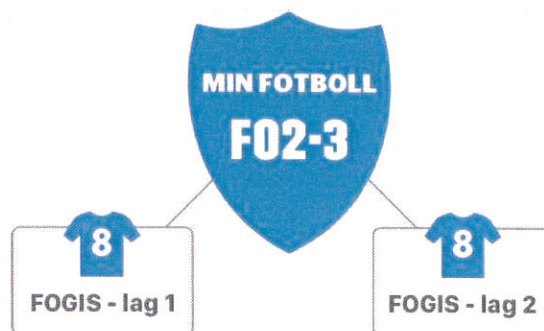 MIN FOTBOLL
F02-3
8
FOGIS - lag 1
8
FOGIS - lag 2